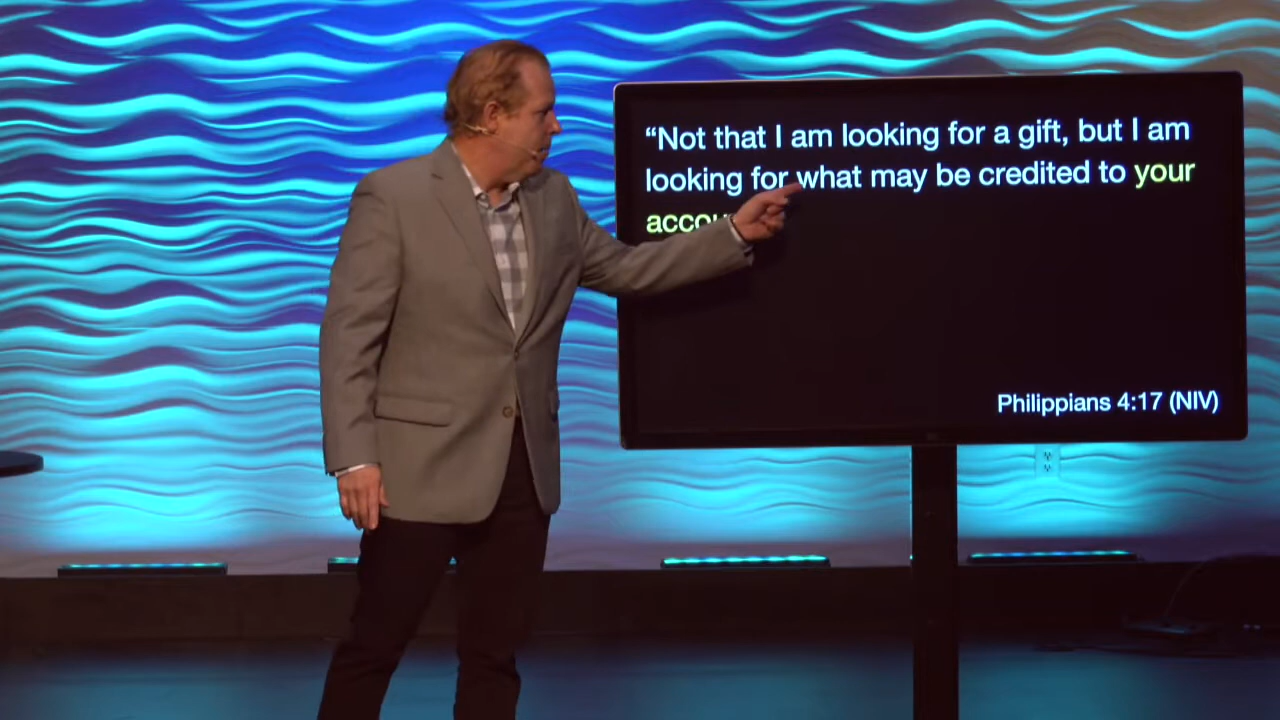 “Not that I am looking for a gift, but I am
looking for what may be credited to your
Philippians 4:17 (NIV)